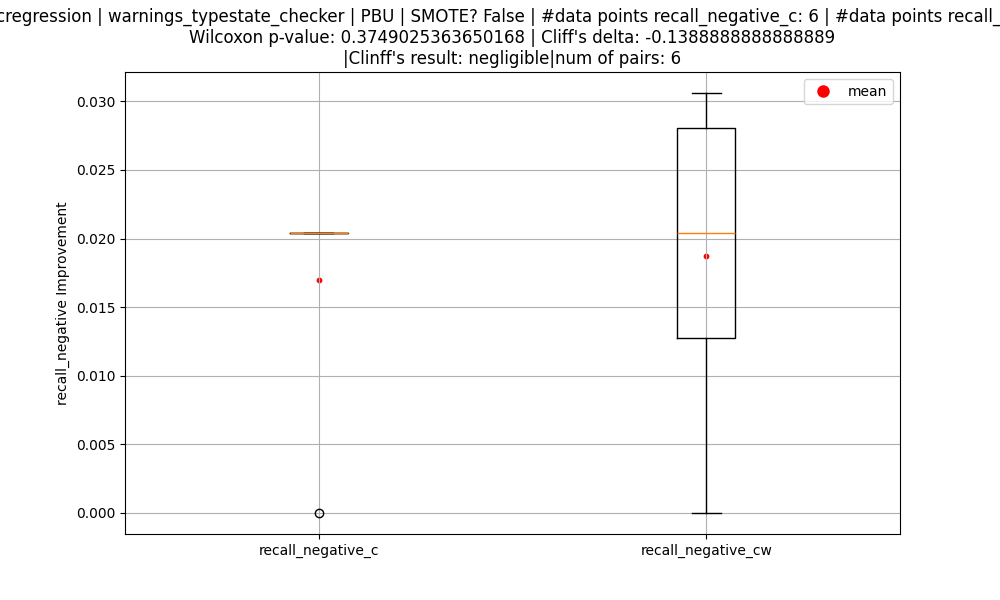 cregression | warnings_typestate_checker | PBU | SMOTE? False | #data points recall_negative_c: 6 | #data points recall_
Wilcoxon p-value: 0.3749025363650168 | Cliff's delta: -0.1388888888888889
|Clinff's result: negligible|num of pairs: 6
mean
0.030
0.025
0.020
0.015
0.010
0.005
0.000
recall_negative Improvement
recall_negative_c
recall_negative_cw